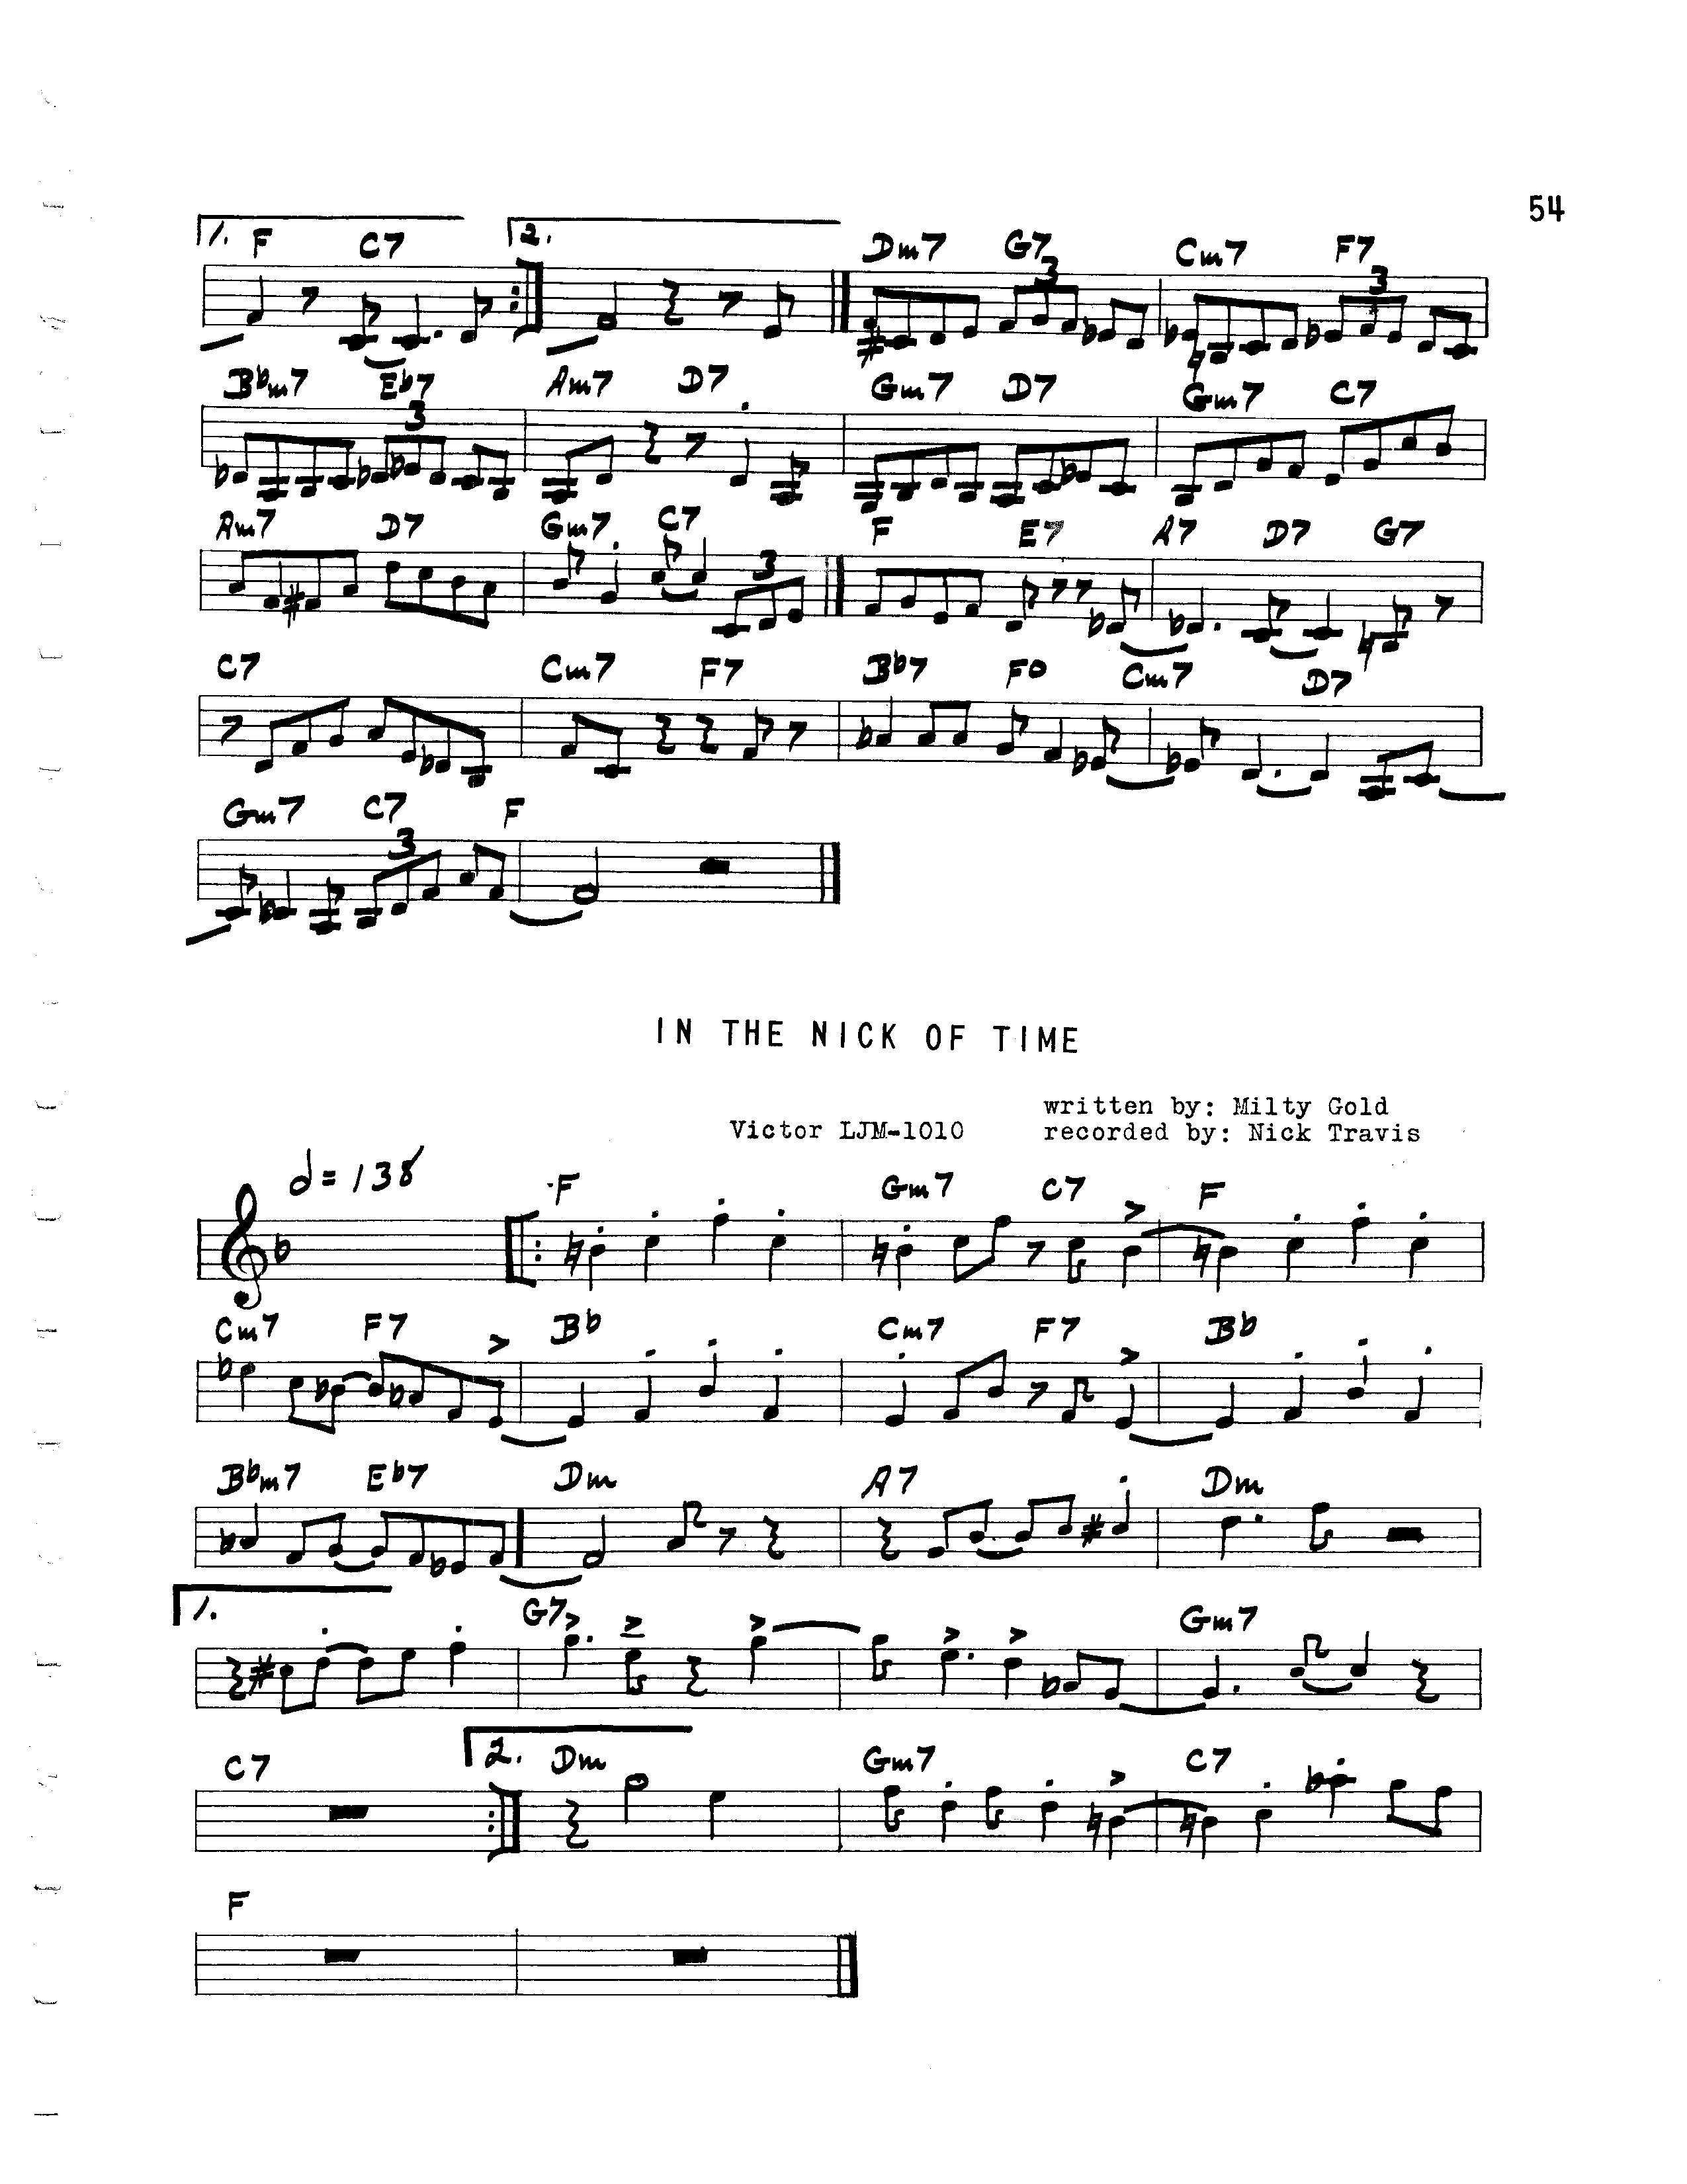 54
1. F C7 2. Dm7 G7 3 Cm7 F7 3
Bbm7 Eb7 3 Am7 D7 Gm7 D7 Gm7 C7
Am7 D7 Gm7 C7 3 F E7 A7 D7 G7
C7 Cm7 F7 Bb7 Fo Cm7 D7
Gm7 C7 3 F
IN THE NICK OF TIME
written by: Milty Gold
Victor LJM-1010 recorded by: Nick Travis
𝅗𝅥 = 138
F Gm7 C7 F
Cm7 F7 Bb Cm7 F7 Bb
Bbm7 Eb7 Dm A7 Dm
1. G7 Gm7
C7 2. Dm Gm7 C7
F